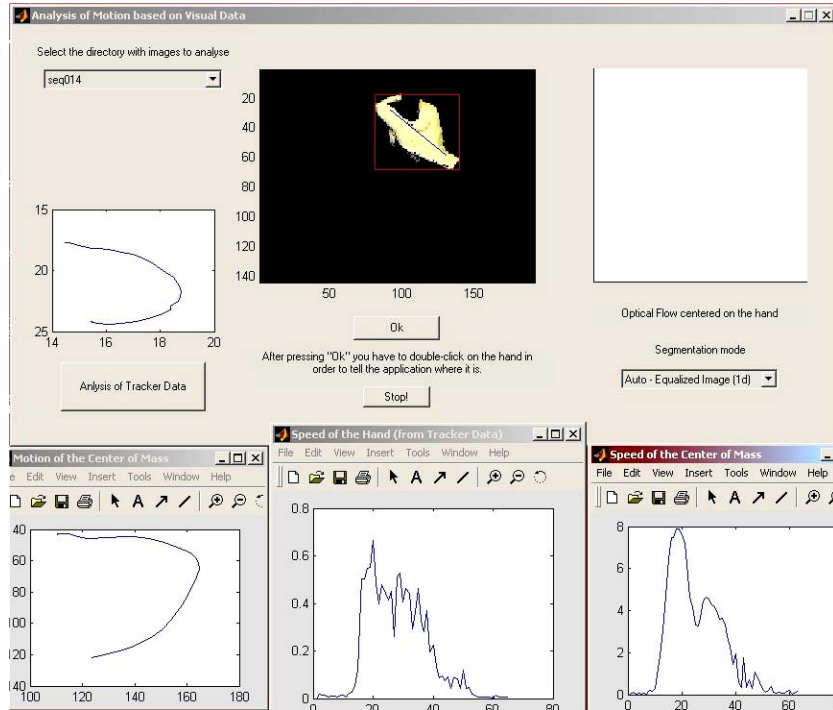 Analysis of Motion based on Visual Data
Select the directory with images to analyse
seq014
20
40
60
80
100
120
140
50 100 150
15
20
25
14 16 18 20
Anlysis of Tracker Data
Ok
After pressing "Ok" you have to double-click on the hand in
order to tell the application where it is.
Stop!
Optical Flow centered on the hand
Segmentation mode
Auto - Equalized Image (1d)
Motion of the Center of Mass
e Edit View Insert Tools Window Help
40
60
80
100
120
140
100 120 140 160 180
Speed of the Hand (from Tracker Data)
File Edit View Insert Tools Window Help
0.8
0.6
0.4
0.2
0
0 20 40 60 80
Speed of the Center of Mass
File Edit View Insert Tools Window Help
8
6
4
2
0
0 20 40 60